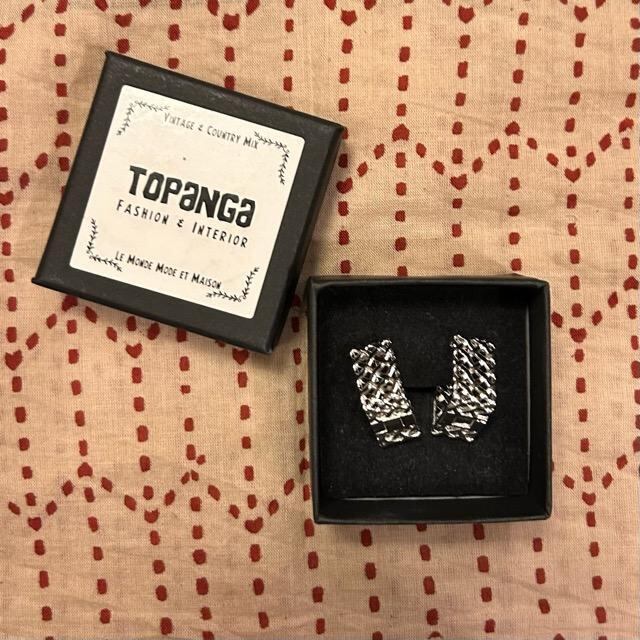 Vintage & Country Mix
TOPANGA
Fashion & Interior
Le Monde Mode et Maison